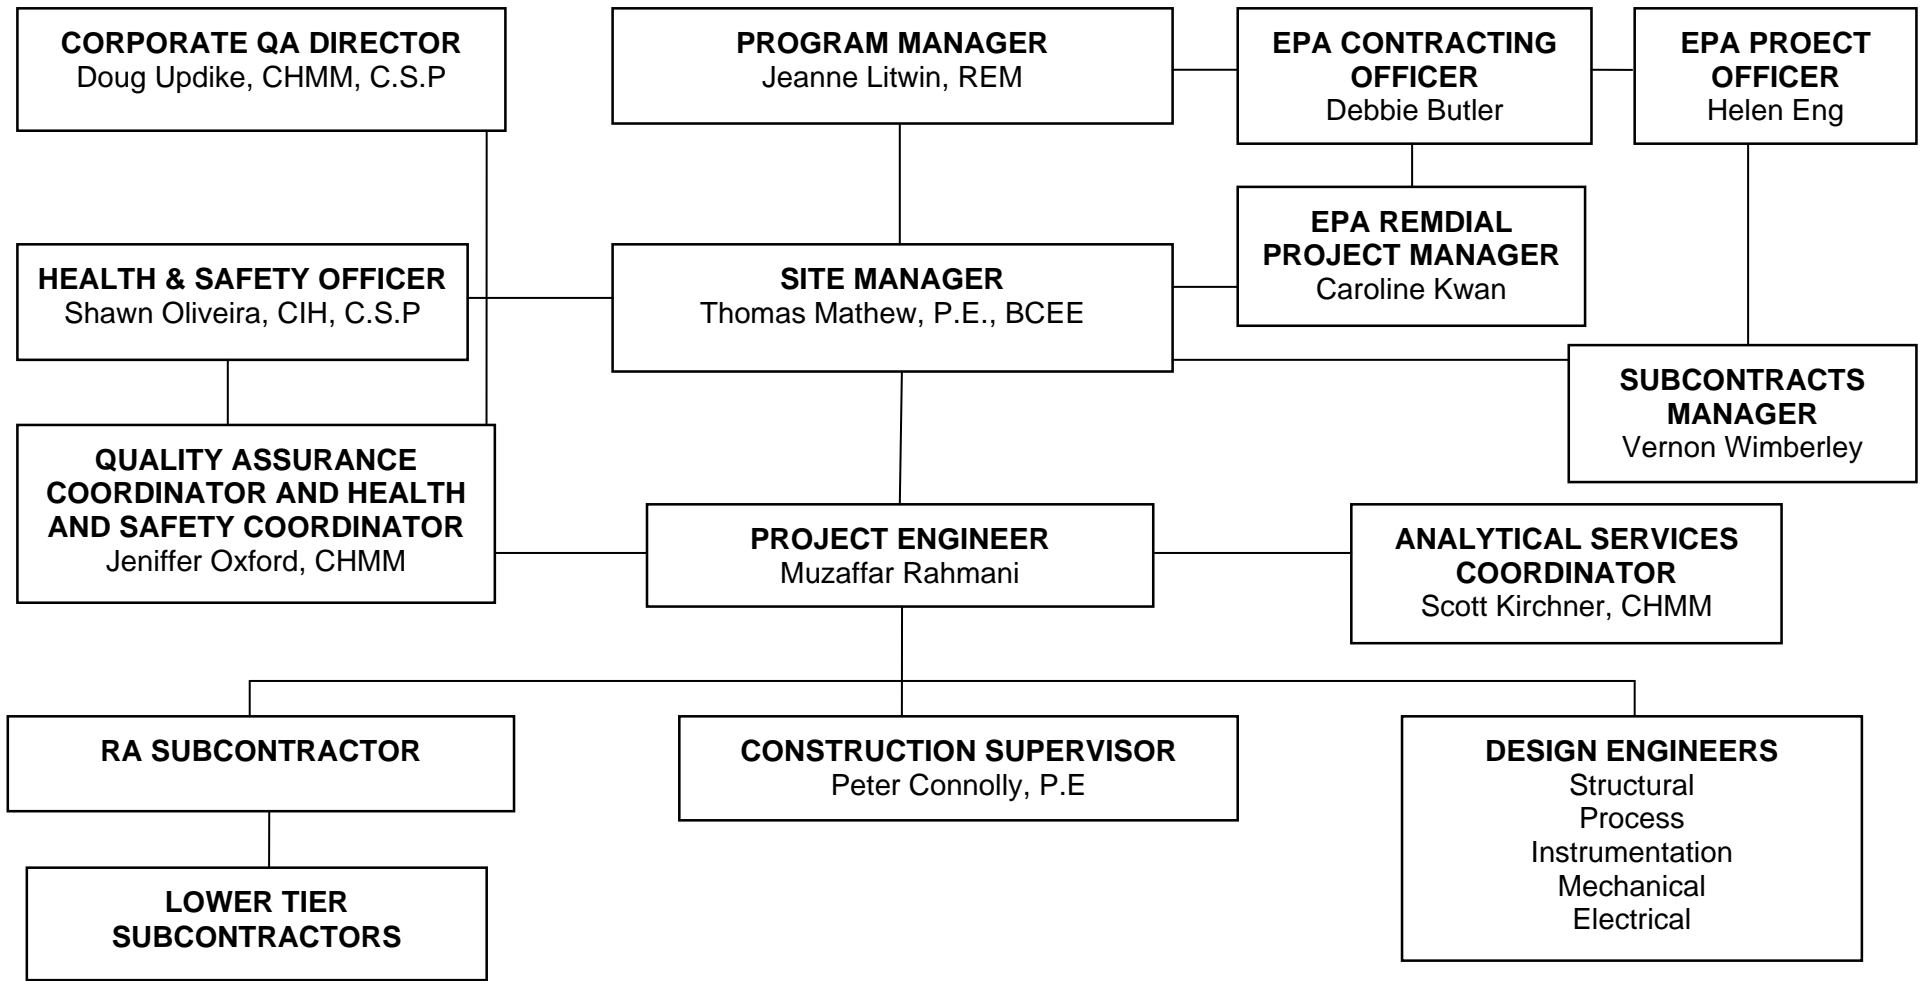 CORPORATE QA DIRECTOR
Doug Updike, CHMM, C.S.P
PROGRAM MANAGER
Jeanne Litwin, REM
EPA CONTRACTING
OFFICER
Debbie Butler
EPA PROECT
OFFICER
Helen Eng
EPA REMDIAL
PROJECT MANAGER
Caroline Kwan
HEALTH & SAFETY OFFICER
Shawn Oliveira, CIH, C.S.P
SITE MANAGER
Thomas Mathew, P.E., BCEE
SUBCONTRACTS
MANAGER
Vernon Wimberley
QUALITY ASSURANCE
COORDINATOR AND HEALTH
AND SAFETY COORDINATOR
Jeniffer Oxford, CHMM
PROJECT ENGINEER
Muzaffar Rahmani
ANALYTICAL SERVICES
COORDINATOR
Scott Kirchner, CHMM
RA SUBCONTRACTOR
CONSTRUCTION SUPERVISOR
Peter Connolly, P.E
DESIGN ENGINEERS
Structural
Process
Instrumentation
Mechanical
Electrical
LOWER TIER
SUBCONTRACTORS